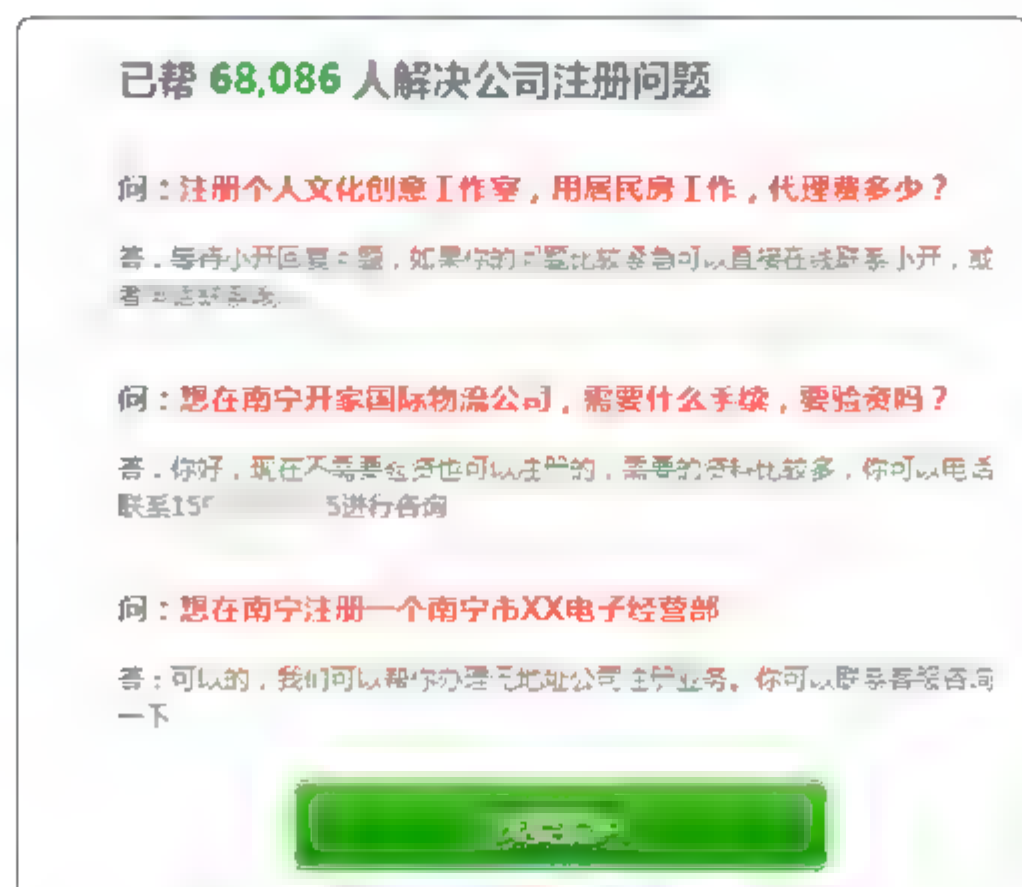 已帮 68,086 人解决公司注册问题
问：注册个人文化创意工作室，用居民房工作，代理费多少？
答：等待小开回复问题，如果你的问题比较紧急可以直接在线联系小开，或
者
问：想在南宁开家国际物流公司，需要什么手续，要验资吗？
答：你好，现在不需要验资也可以注册的，需要的资料比较多，你可以电话
联系15 5进行咨询
问：想在南宁注册一个南宁市XX电子经营部
答：可以的，我们可以帮你办理无地址公司注册业务。你可以联系客服咨询
一下